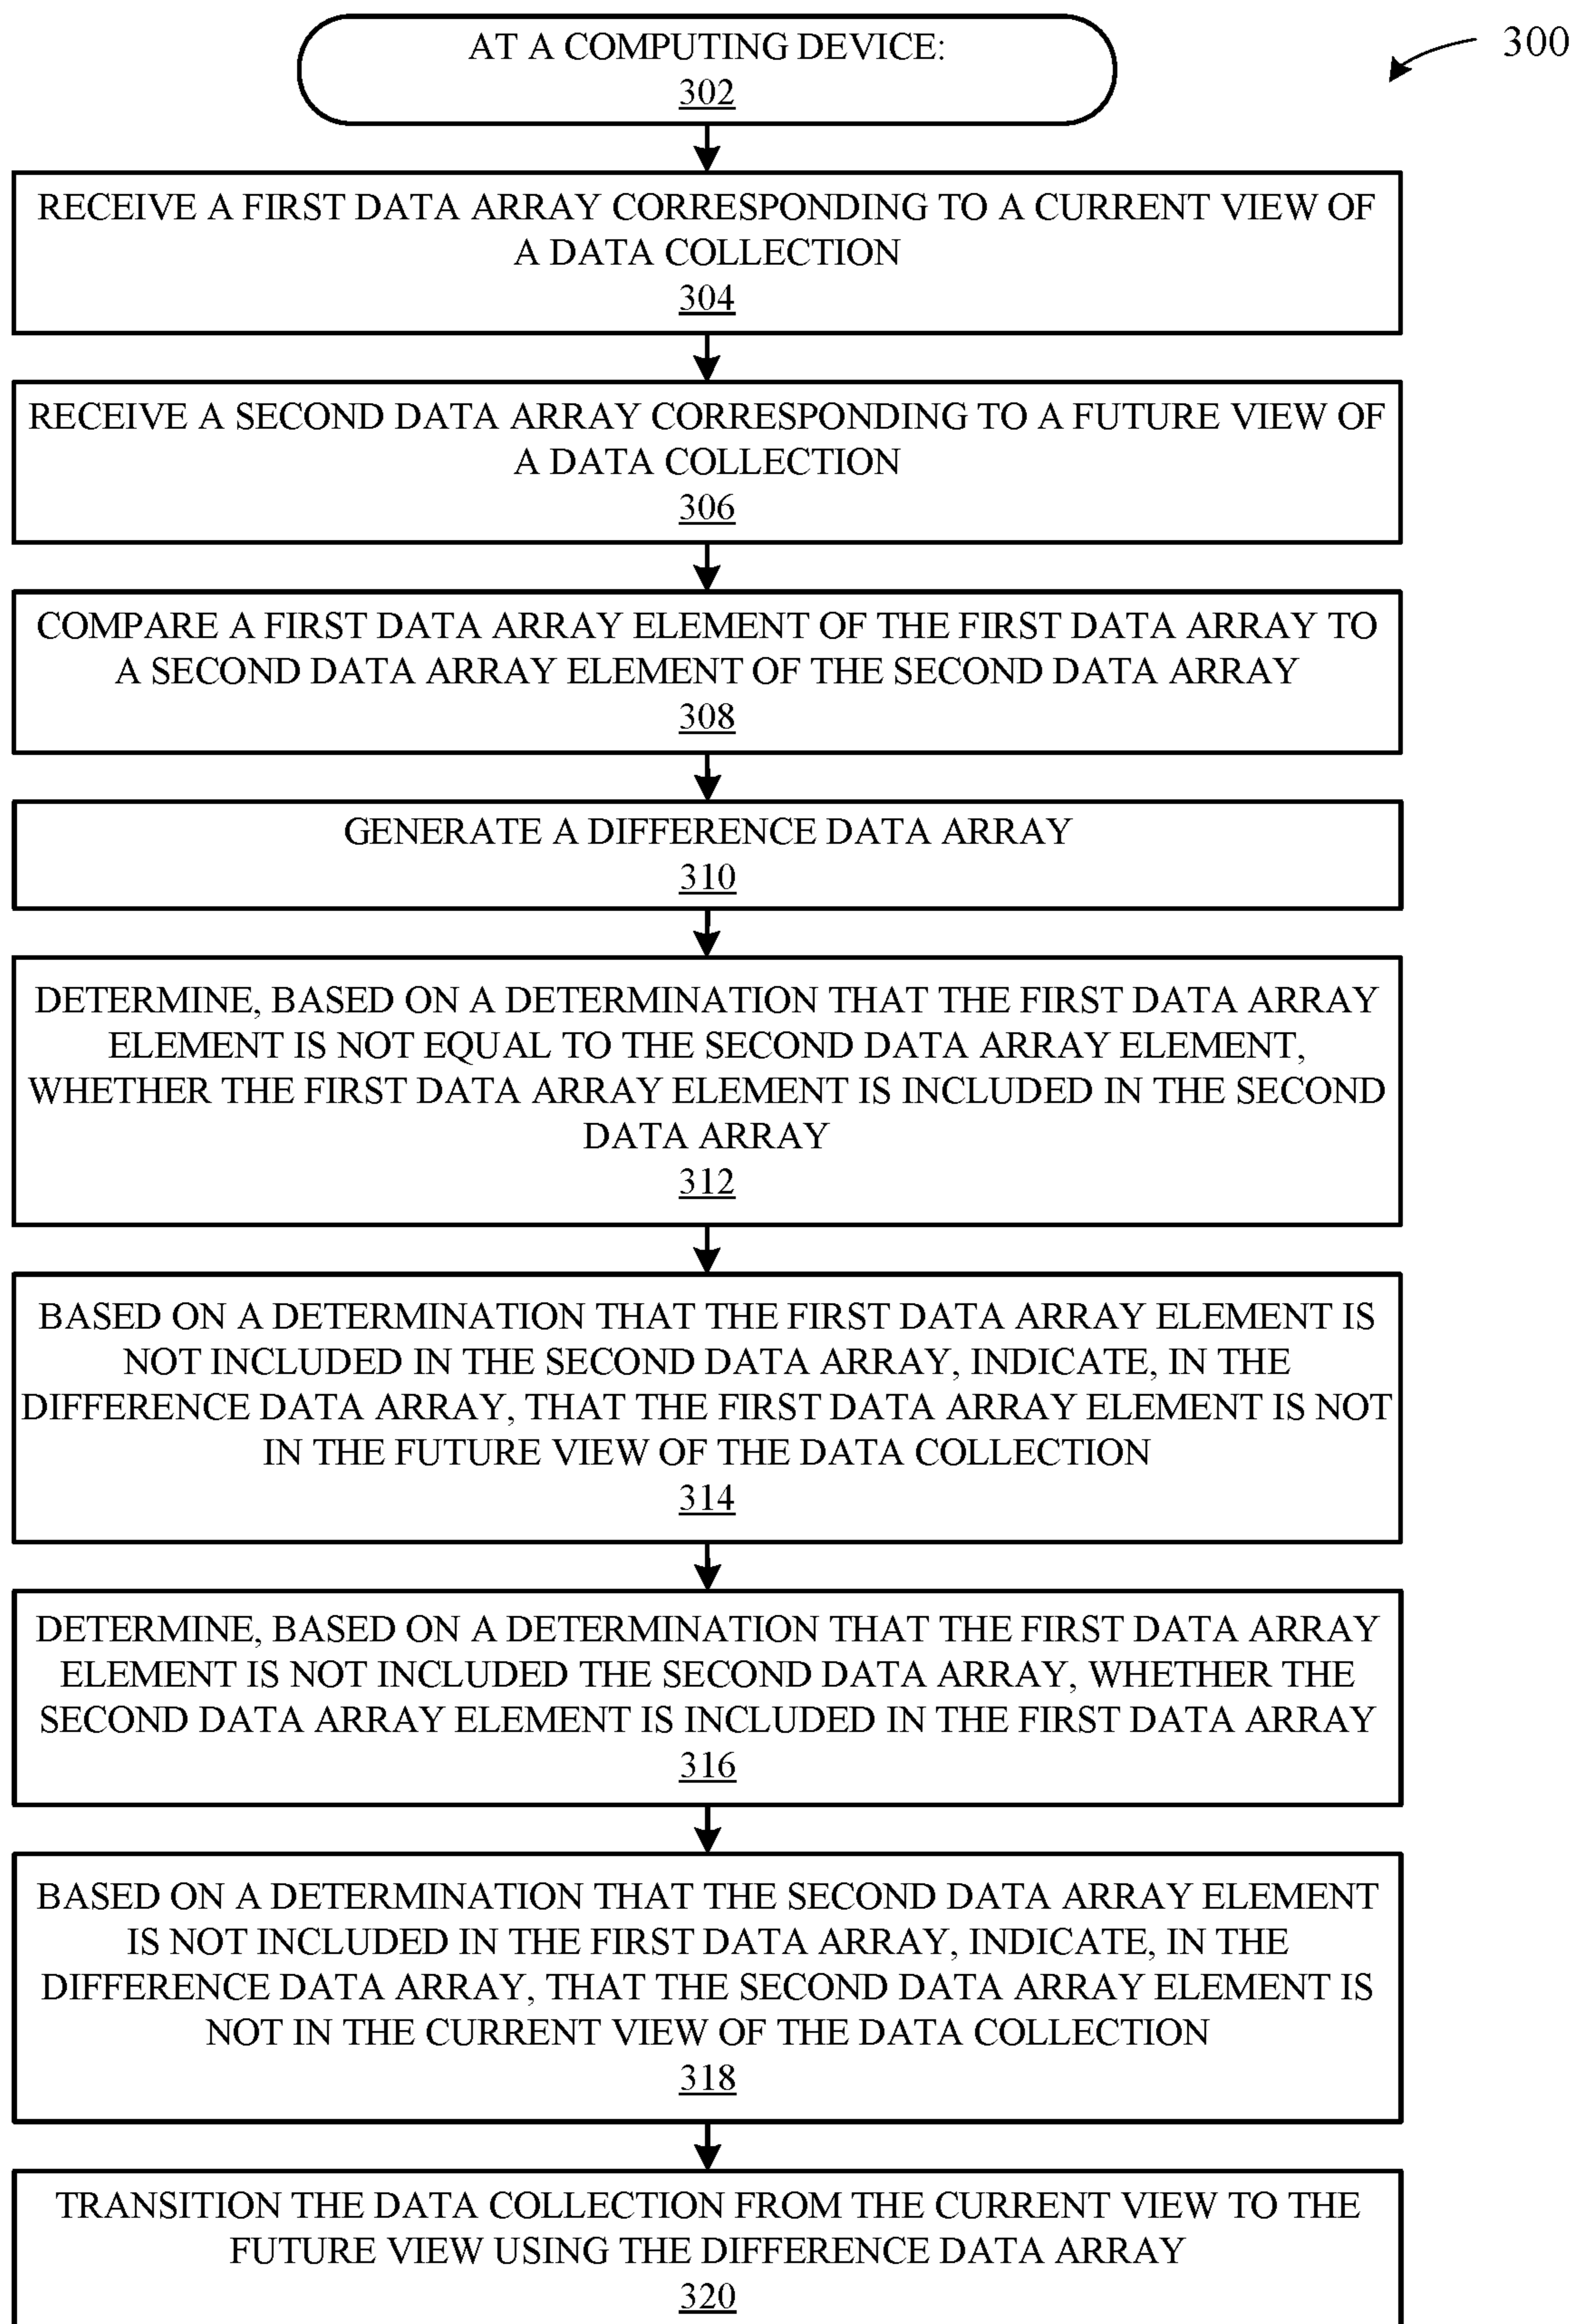 AT A COMPUTING DEVICE:
302
300
RECEIVE A FIRST DATA ARRAY CORRESPONDING TO A CURRENT VIEW OF
A DATA COLLECTION
304
RECEIVE A SECOND DATA ARRAY CORRESPONDING TO A FUTURE VIEW OF
A DATA COLLECTION
306
COMPARE A FIRST DATA ARRAY ELEMENT OF THE FIRST DATA ARRAY TO
A SECOND DATA ARRAY ELEMENT OF THE SECOND DATA ARRAY
308
GENERATE A DIFFERENCE DATA ARRAY
310
DETERMINE, BASED ON A DETERMINATION THAT THE FIRST DATA ARRAY
ELEMENT IS NOT EQUAL TO THE SECOND DATA ARRAY ELEMENT,
WHETHER THE FIRST DATA ARRAY ELEMENT IS INCLUDED IN THE SECOND
DATA ARRAY
312
BASED ON A DETERMINATION THAT THE FIRST DATA ARRAY ELEMENT IS
NOT INCLUDED IN THE SECOND DATA ARRAY, INDICATE, IN THE
DIFFERENCE DATA ARRAY, THAT THE FIRST DATA ARRAY ELEMENT IS NOT
IN THE FUTURE VIEW OF THE DATA COLLECTION
314
DETERMINE, BASED ON A DETERMINATION THAT THE FIRST DATA ARRAY
ELEMENT IS NOT INCLUDED THE SECOND DATA ARRAY, WHETHER THE
SECOND DATA ARRAY ELEMENT IS INCLUDED IN THE FIRST DATA ARRAY
316
BASED ON A DETERMINATION THAT THE SECOND DATA ARRAY ELEMENT
IS NOT INCLUDED IN THE FIRST DATA ARRAY, INDICATE, IN THE
DIFFERENCE DATA ARRAY, THAT THE SECOND DATA ARRAY ELEMENT IS
NOT IN THE CURRENT VIEW OF THE DATA COLLECTION
318
TRANSITION THE DATA COLLECTION FROM THE CURRENT VIEW TO THE
FUTURE VIEW USING THE DIFFERENCE DATA ARRAY
320